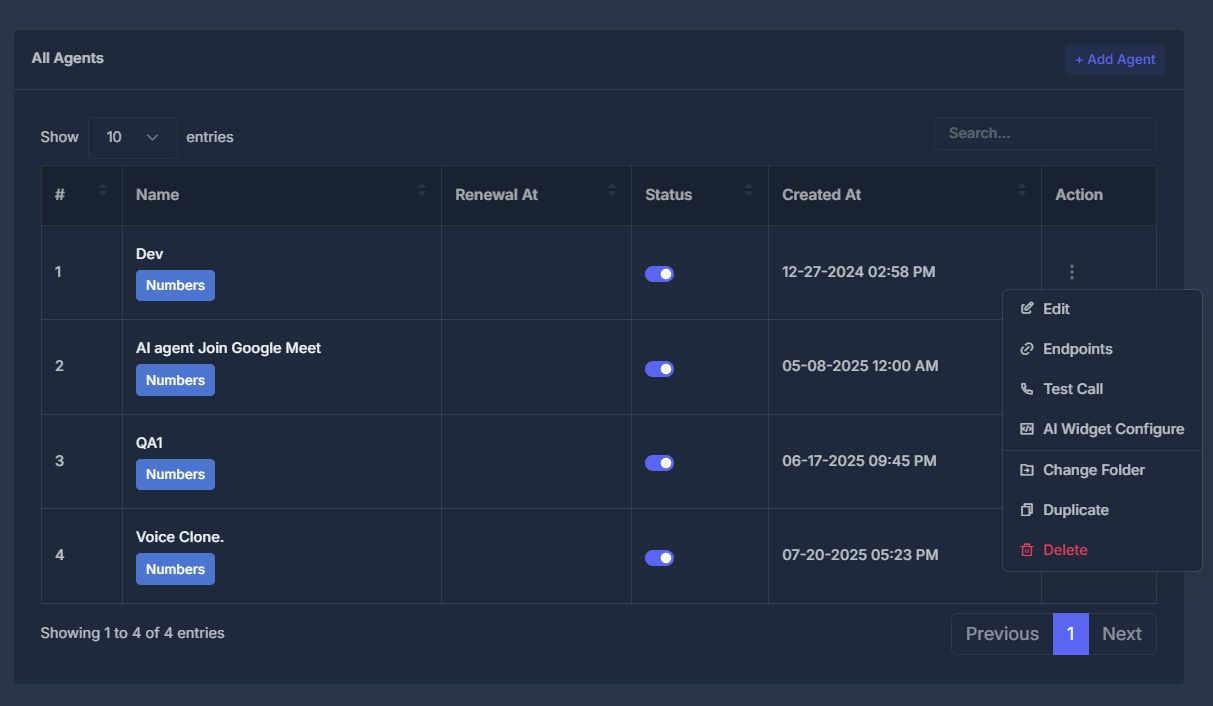 All Agents
+ Add Agent
Show 10 entries
Search...
# Name Renewal At Status Created At Action
Dev
1 12-27-2024 02:58 PM
Numbers
AI agent Join Google Meet
2 05-08-2025 12:00 AM
Numbers
QA1
3 06-17-2025 09:45 PM
Numbers
Voice Clone.
4 07-20-2025 05:23 PM
Numbers
Edit
Endpoints
Test Call
AI Widget Configure
Change Folder
Duplicate
Delete
Showing 1 to 4 of 4 entries
Previous 1 Next